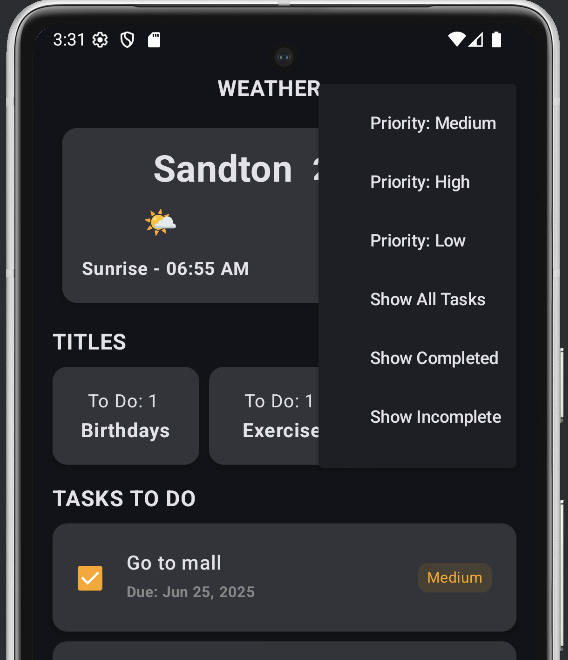 3:31
WEATHER
Sandton
Sunrise - 06:55 AM
Priority: Medium
Priority: High
Priority: Low
Show All Tasks
Show Completed
Show Incomplete
TITLES
To Do: 1
Birthdays
To Do: 1
Exercise
TASKS TO DO
Go to mall
Due: Jun 25, 2025
Medium